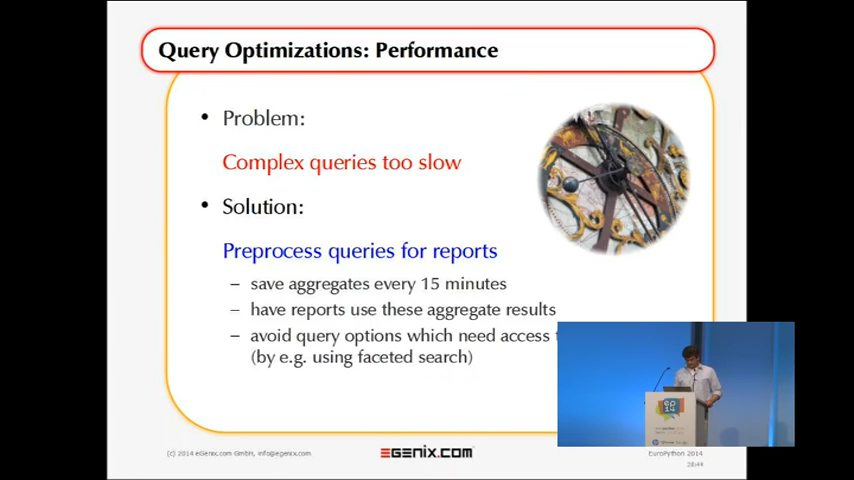 Query Optimizations: Performance
• Problem:
Complex queries too slow
• Solution:
Preprocess queries for reports
– save aggregates every 15 minutes
– have reports use these aggregate results
– avoid query options which need access
(by e.g. using faceted search)
ep
14
(c) 2014 eGenix.com GmbH, info@egenix.com
EGENIX.COM
EuroPython 2014
28:44